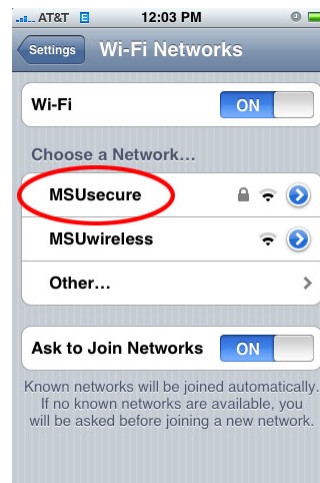 AT&T E 12:03 PM
Settings Wi-Fi Networks
Wi-Fi ON
Choose a Network...
MSUsecure
MSUwireless
Other...
Ask to Join Networks ON
Known networks will be joined automatically.
If no known networks are available, you
will be asked before joining a new network.